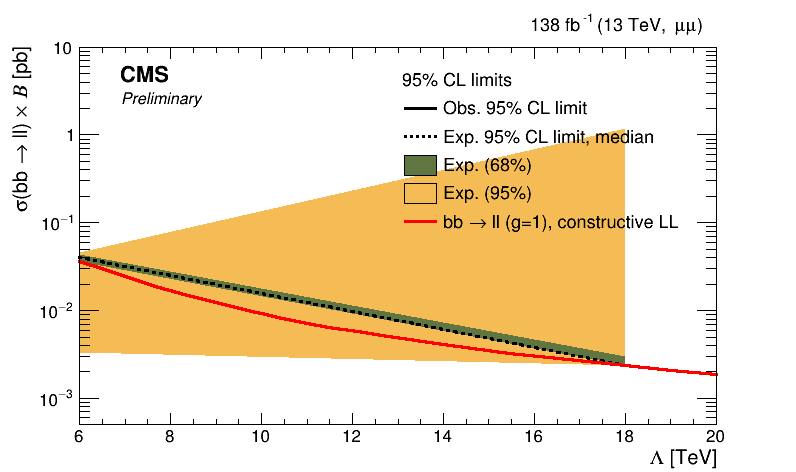 138 fb⁻¹ (13 TeV, μμ)
CMS
Preliminary
95% CL limits
Obs. 95% CL limit
Exp. 95% CL limit, median
Exp. (68%)
Exp. (95%)
bb → ll (g=1), constructive LL
σ(bb → ll) × B [pb]
10
1
10⁻¹
10⁻²
10⁻³
6 8 10 12 14 16 18 20
Λ [TeV]